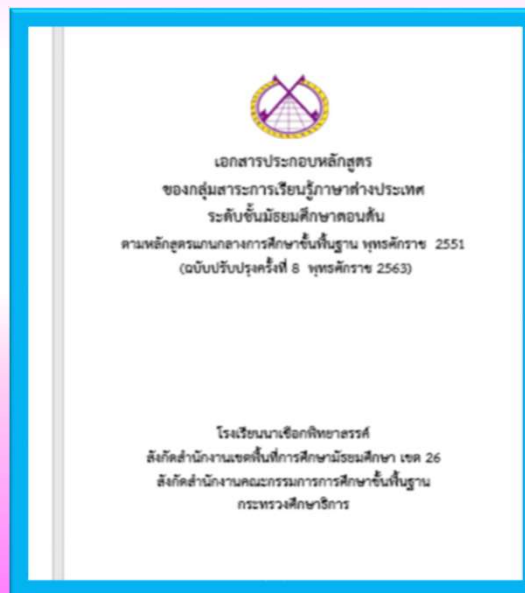 เอกสารประกอบหลักสูตร
ของกลุ่มสาระการเรียนรู้ภาษาต่างประเทศ
ระดับชั้นมัธยมศึกษาตอนต้น
ตามหลักสูตรแกนกลางการศึกษาขั้นพื้นฐาน พุทธศักราช 2551
(ฉบับปรับปรุงครั้งที่ 8 พุทธศักราช 2563)
โรงเรียนนาเชือกพิทยาสรรค์
สังกัดสำนักงานเขตพื้นที่การศึกษามัธยมศึกษา เขต 26
สังกัดสำนักงานคณะกรรมการการศึกษาขั้นพื้นฐาน
กระทรวงศึกษาธิการ